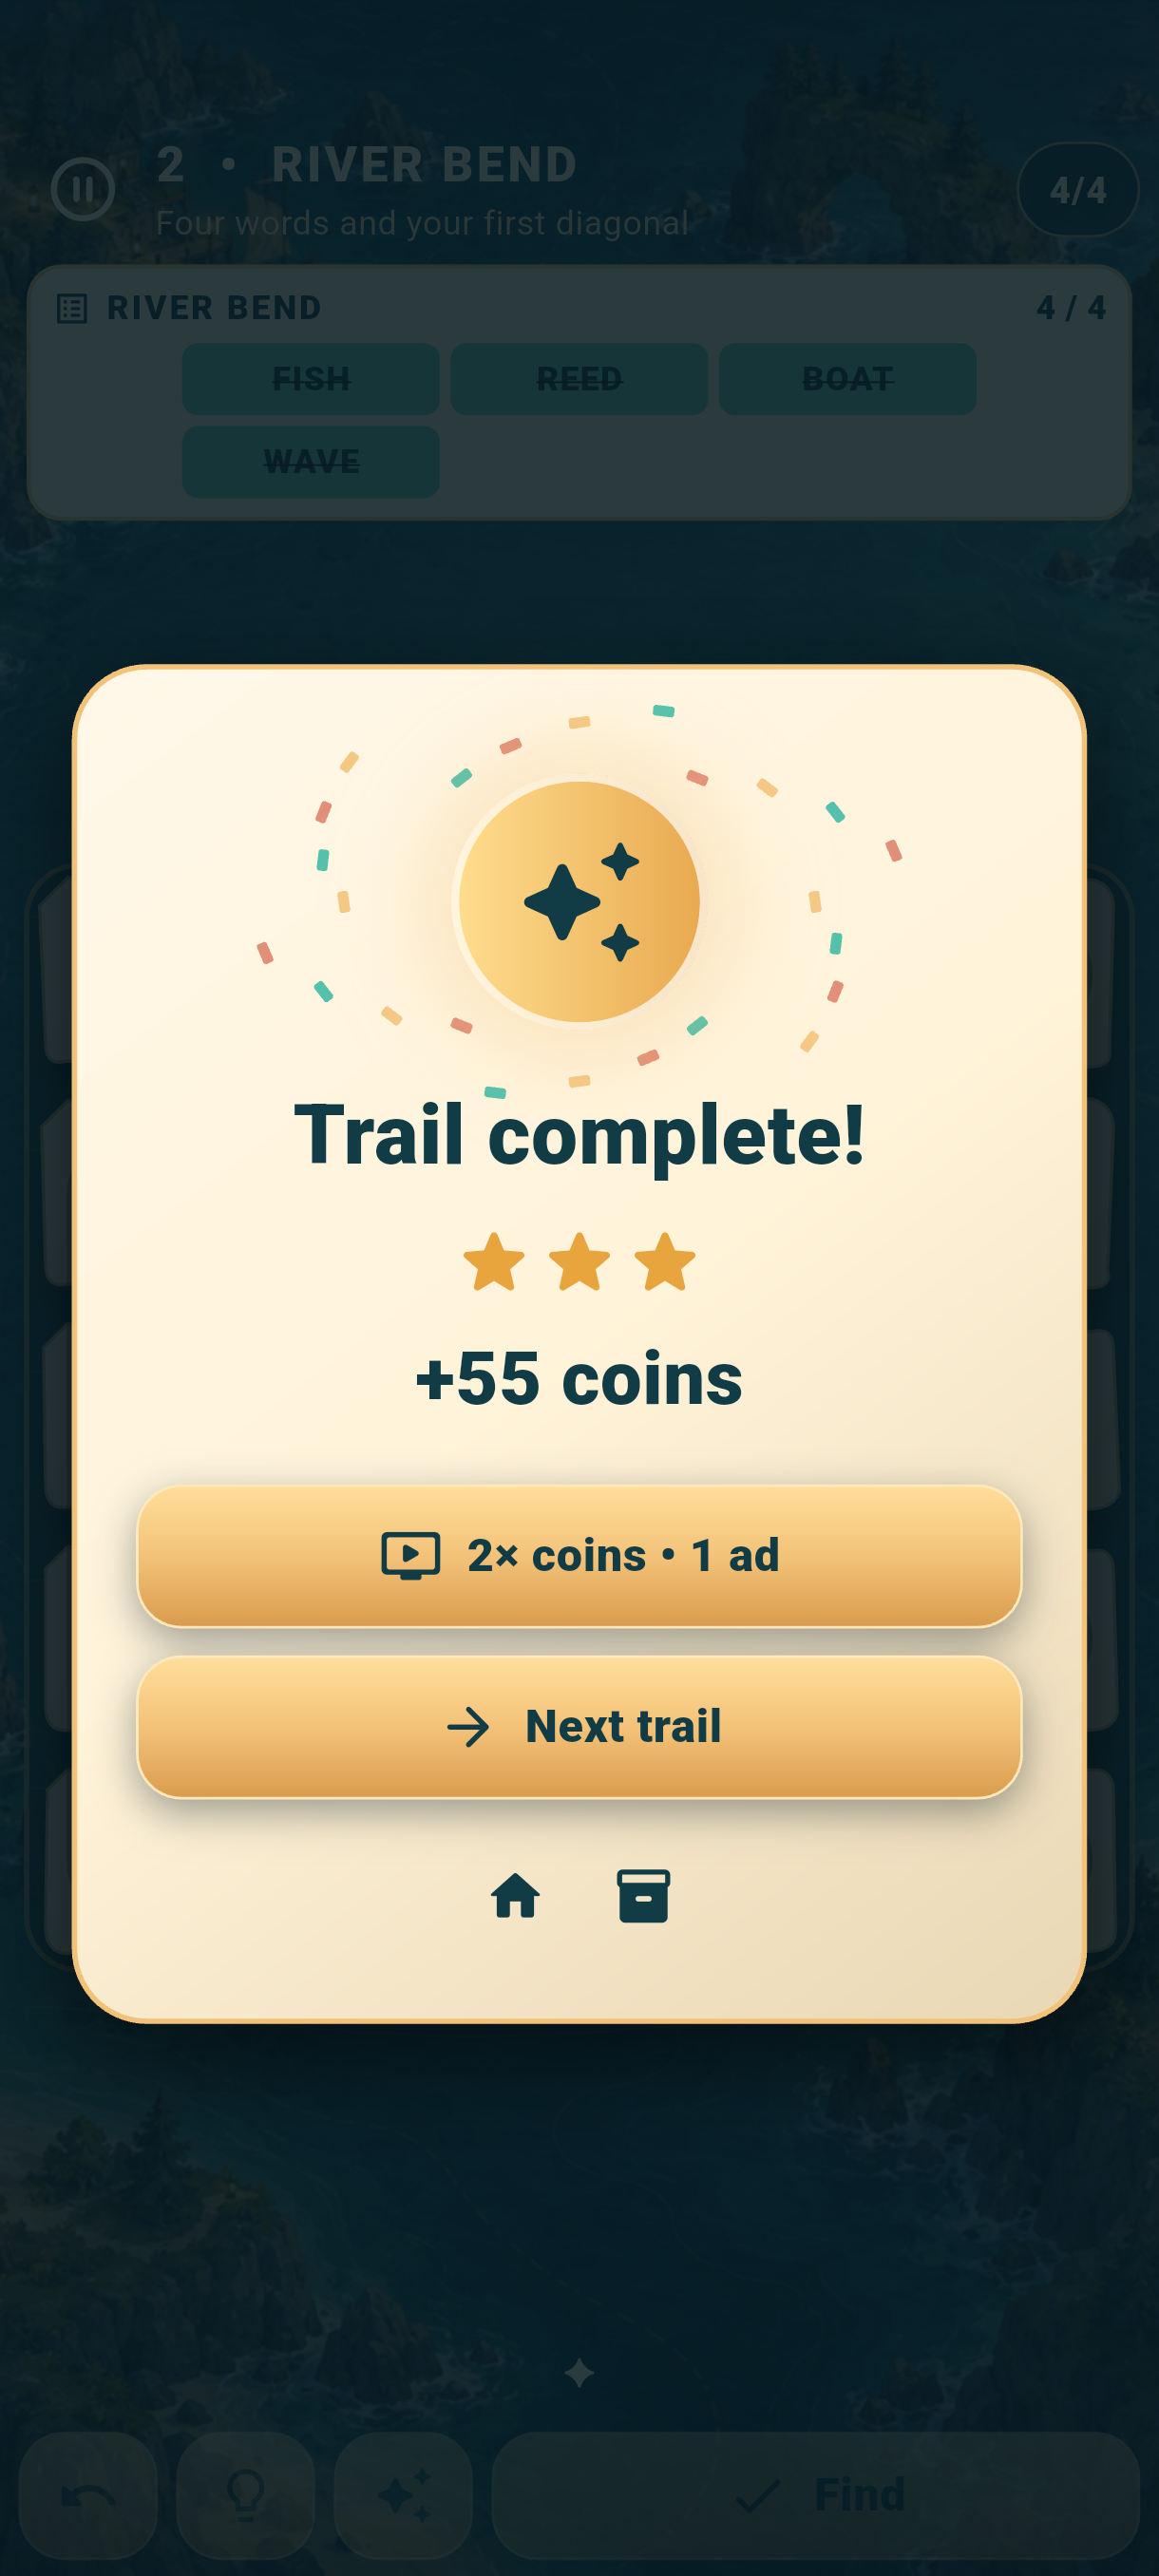 2 • RIVER BEND
Four words and your first diagonal
4/4
RIVER BEND
4 / 4
FISH
REED
BOAT
WAVE
Trail complete!
+55 coins
2× coins • 1 ad
Next trail
Find